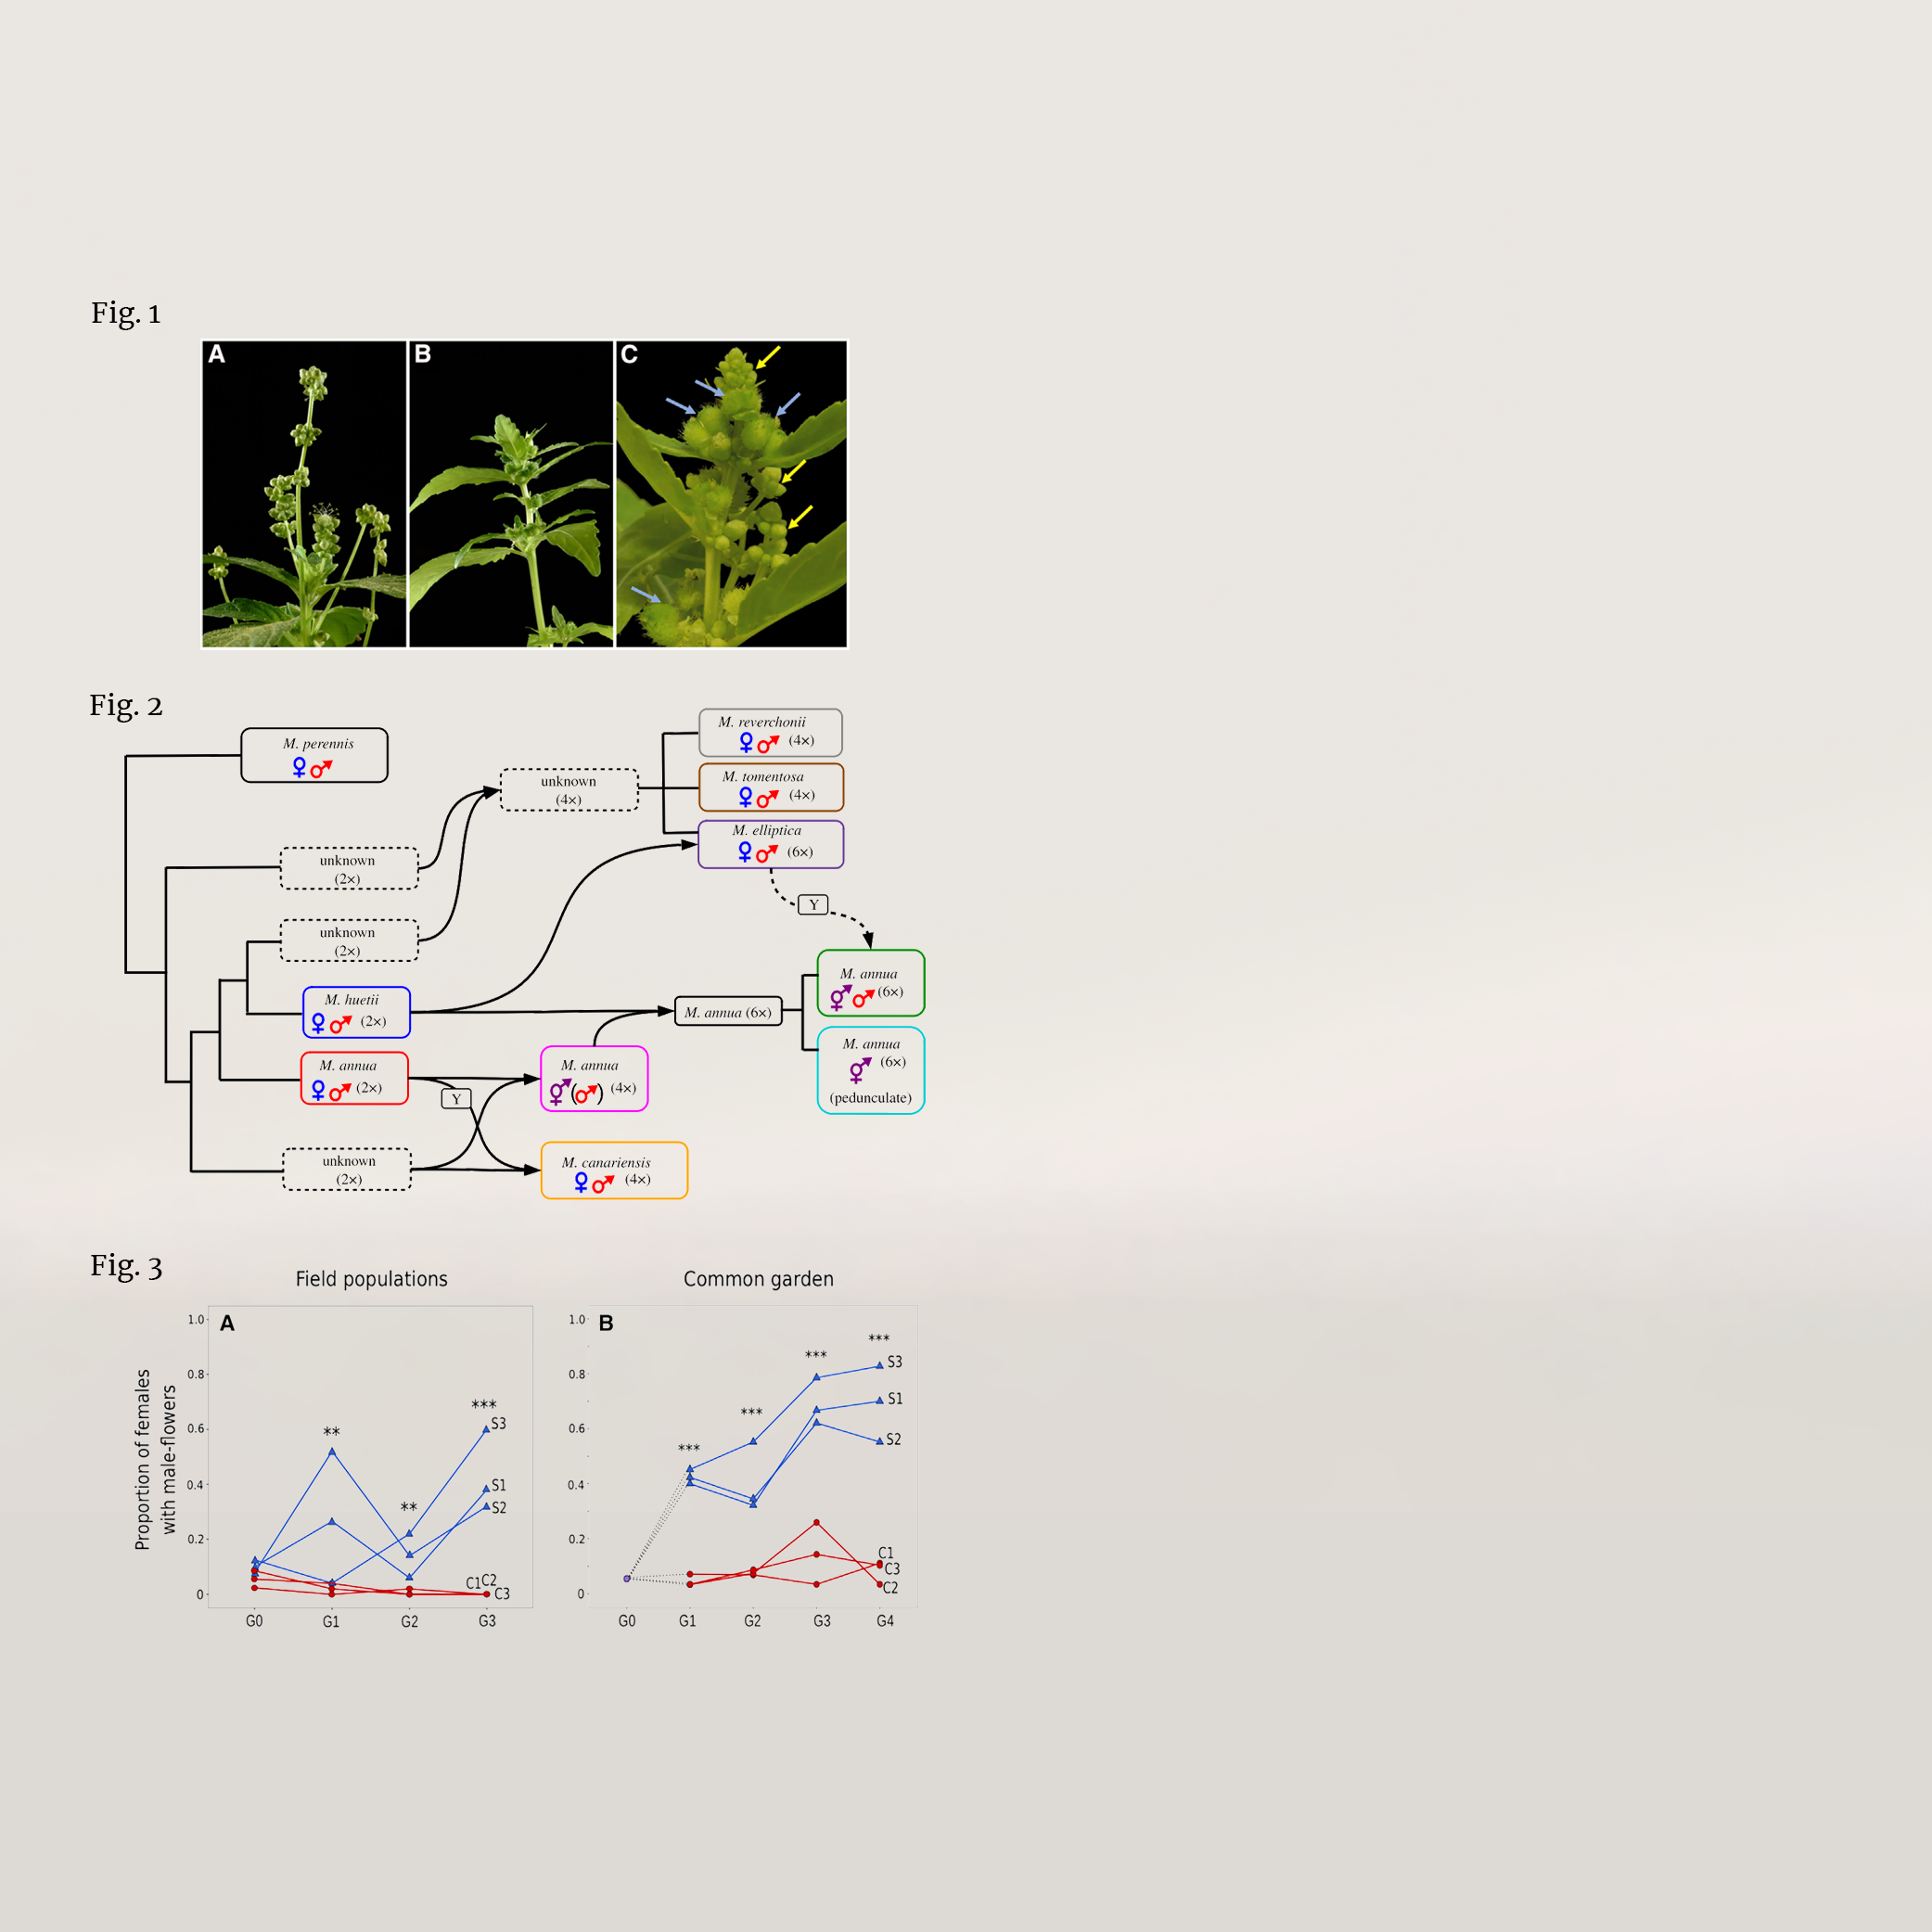 Fig. 1
A
B
C
Fig. 2
M. perennis
♀♂
unknown
(4×)
M. reverchonii
♀♂ (4×)
M. tomentosa
♀♂ (4×)
M. elliptica
♀♂ (6×)
unknown
(2×)
Y
unknown
(2×)
M. huetii
♀♂ (2×)
M. annua (6×)
M. annua
⚥♂ (6×)
M. annua
⚥ (6×)
(pedunculate)
M. annua
♀♂ (2×)
Y
M. annua
⚥(♂) (4×)
unknown
(2×)
M. canariensis
♀♂ (4×)
Fig. 3
Field populations
Proportion of females
with male-flowers
A
1.0
0.8
0.6
0.4
0.2
0
**
**
***
S3
S1
S2
C1
C2
C3
G0
G1
G2
G3
Common garden
B
1.0
0.8
0.6
0.4
0.2
0
***
***
***
***
S3
S1
S2
C1
C3
C2
G0
G1
G2
G3
G4